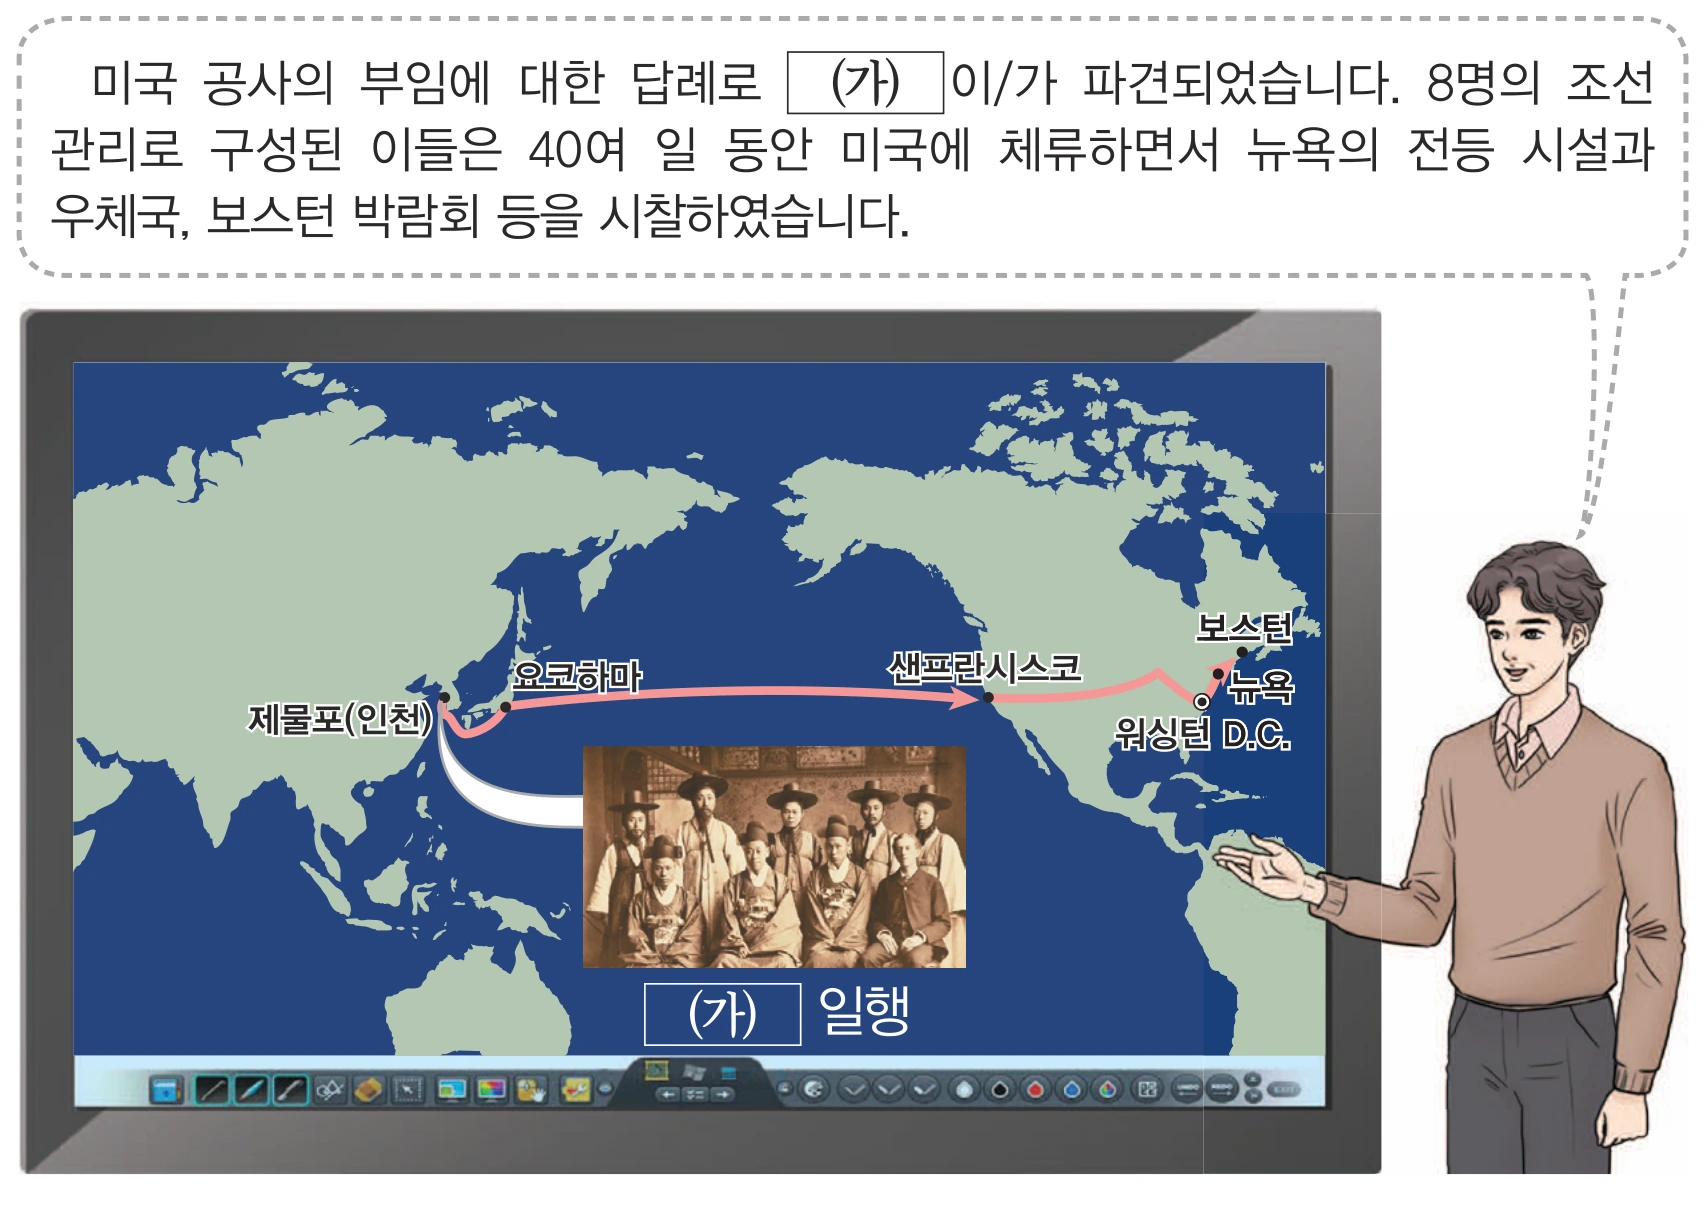 미국 공사의 부임에 대한 답례로 (가) 이/가 파견되었습니다. 8명의 조선
관리로 구성된 이들은 40여 일 동안 미국에 체류하면서 뉴욕의 전등 시설과
우체국, 보스턴 박람회 등을 시찰하였습니다.
보스턴
요코하마
샌프란시스코
뉴욕
제물포(인천)
워싱턴 D.C.
(가) 일행